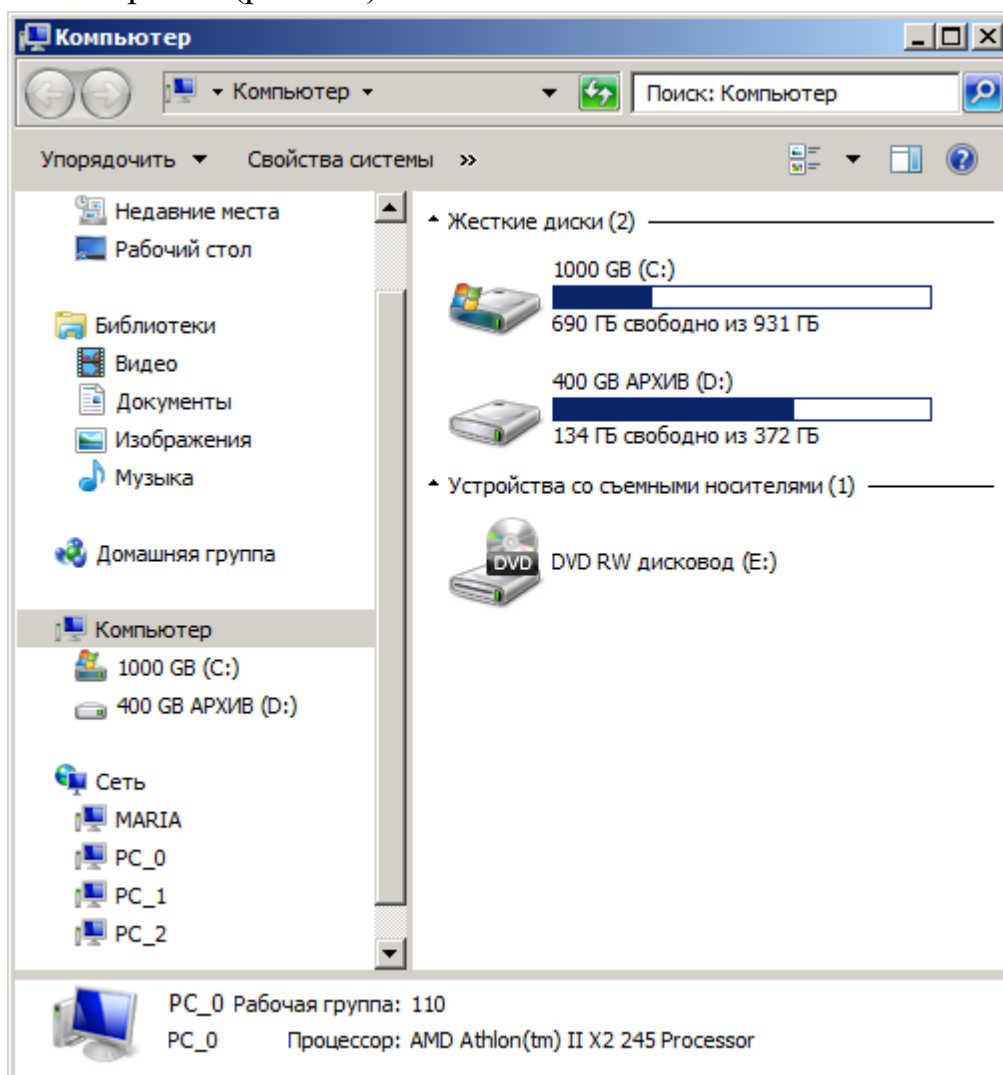 Компьютер
Компьютер
Поиск: Компьютер
Упорядочить
Свойства системы
»
Недавние места
Рабочий стол
Библиотеки
Видео
Документы
Изображения
Музыка
Домашняя группа
Компьютер
1000 GB (C:)
400 GB АРХИВ (D:)
Сеть
MARIA
PC_0
PC_1
PC_2
Жесткие диски (2)
1000 GB (C:)
690 ГБ свободно из 931 ГБ
400 GB АРХИВ (D:)
134 ГБ свободно из 372 ГБ
Устройства со съемными носителями (1)
DVD
DVD RW дисковод (E:)
PC_0 Рабочая группа: 110
PC_0 Процессор: AMD Athlon(tm) II X2 245 Processor